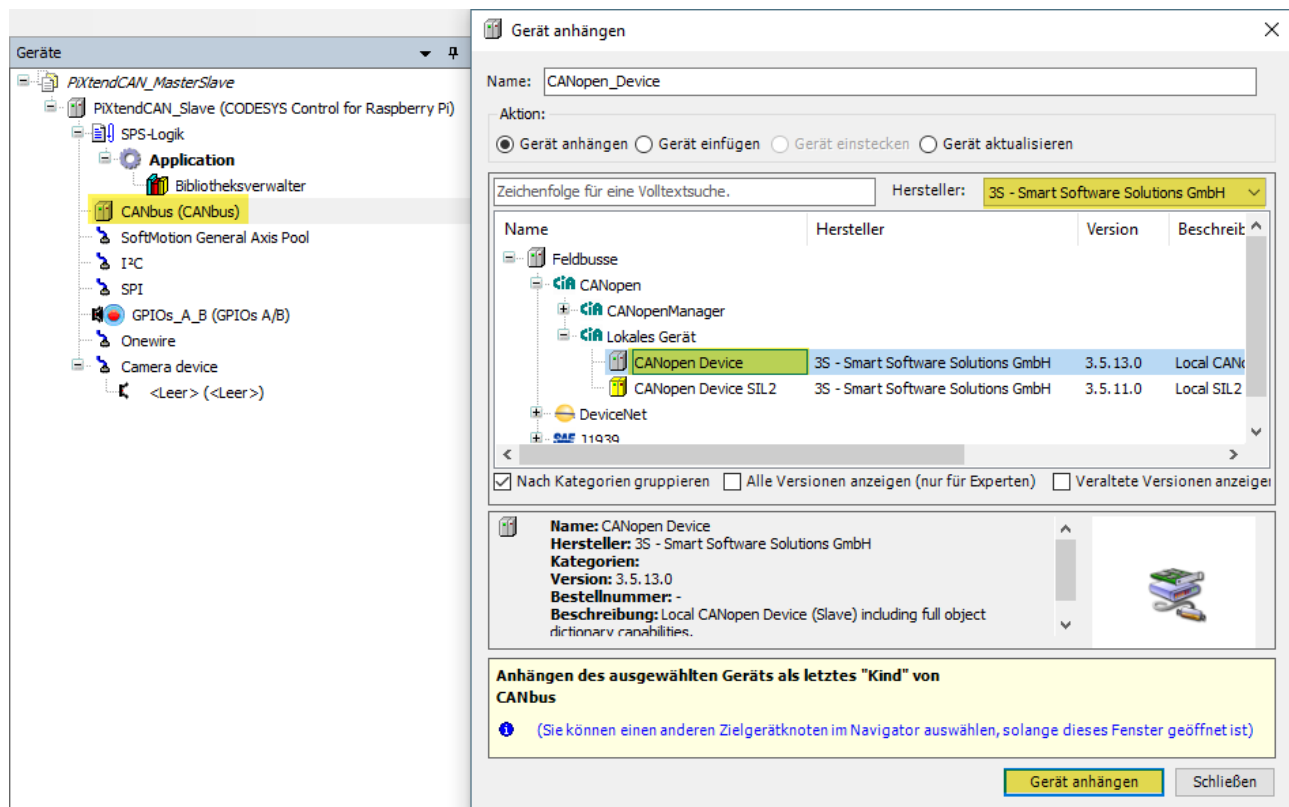 Geräte
PiXtendCAN_MasterSlave
PiXtendCAN_Slave (CODESYS Control for Raspberry Pi)
SPS-Logik
Application
Bibliotheksverwalter
CANbus (CANbus)
SoftMotion General Axis Pool
I²C
SPI
GPIOs_A_B (GPIOs A/B)
Onewire
Camera device
<Leer> (<Leer>)
Gerät anhängen
Name: CANopen_Device
Aktion:
Gerät anhängen Gerät einfügen Gerät einstecken Gerät aktualisieren
Zeichenfolge für eine Volltextsuche. Hersteller: 3S - Smart Software Solutions GmbH
Name Hersteller Version Beschreib
Feldbusse
CiA CANopen
CiA CANopenManager
CiA Lokales Gerät
CANopen Device 3S - Smart Software Solutions GmbH 3.5.13.0 Local CANo
CANopen Device SIL2 3S - Smart Software Solutions GmbH 3.5.11.0 Local SIL2
DeviceNet
SAE J1939
Nach Kategorien gruppieren Alle Versionen anzeigen (nur für Experten) Veraltete Versionen anzeigen
Name: CANopen Device
Hersteller: 3S - Smart Software Solutions GmbH
Kategorien:
Version: 3.5.13.0
Bestellnummer: -
Beschreibung: Local CANopen Device (Slave) including full object
dictionary capabilities.
Anhängen des ausgewählten Geräts als letztes "Kind" von
CANbus
(Sie können einen anderen Zielgerätknoten im Navigator auswählen, solange dieses Fenster geöffnet ist)
Gerät anhängen Schließen